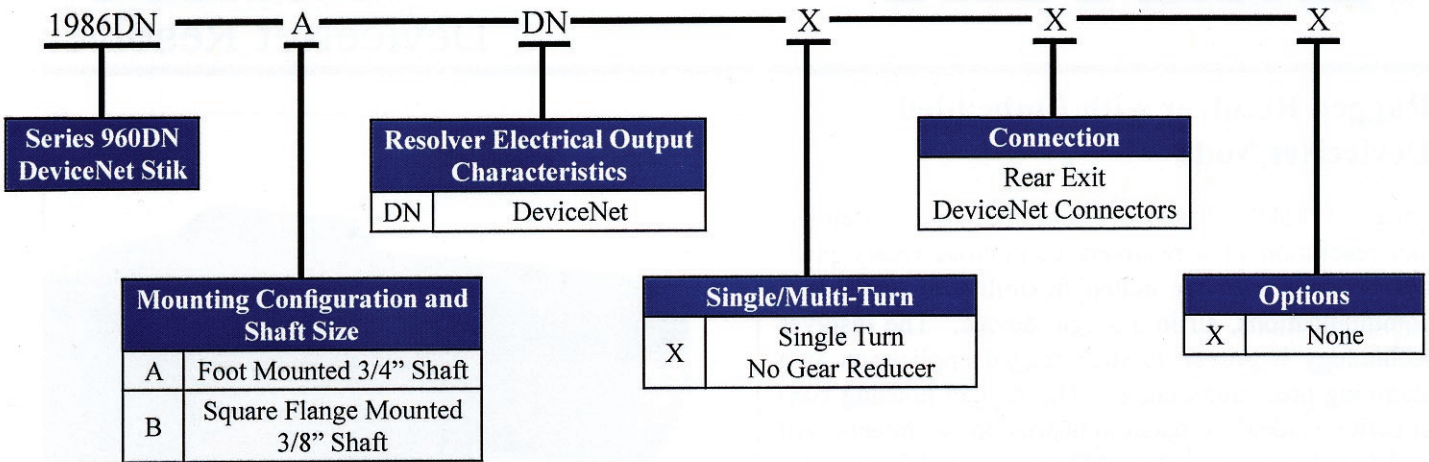 1986DN A DN X X X
Series 960DN
DeviceNet Stik
Resolver Electrical Output
Characteristics
DN DeviceNet
Connection
Rear Exit
DeviceNet Connectors
Mounting Configuration and
Shaft Size
A Foot Mounted 3/4” Shaft
B Square Flange Mounted
3/8” Shaft
Single/Multi-Turn
X Single Turn
No Gear Reducer
Options
X None